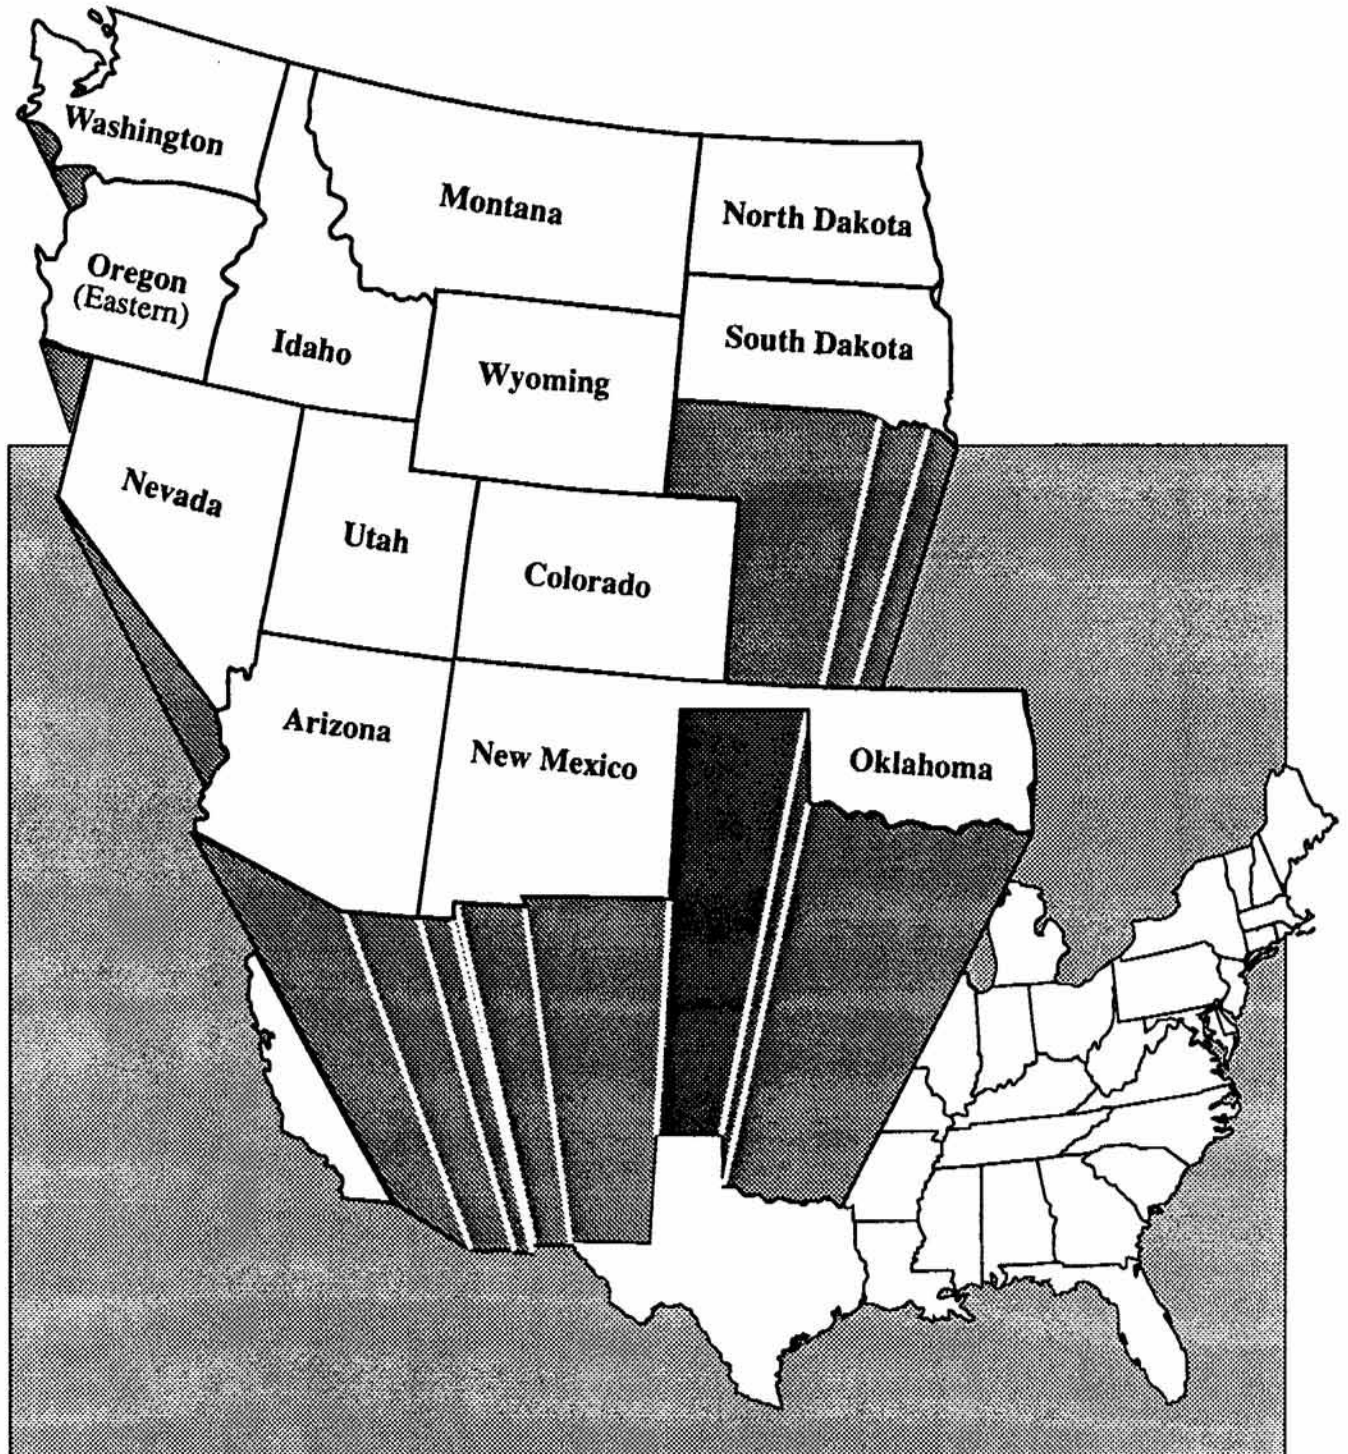 Washington
Montana
North Dakota
Oregon
(Eastern)
Idaho
South Dakota
Wyoming
Nevada
Utah
Colorado
Arizona
New Mexico
Oklahoma